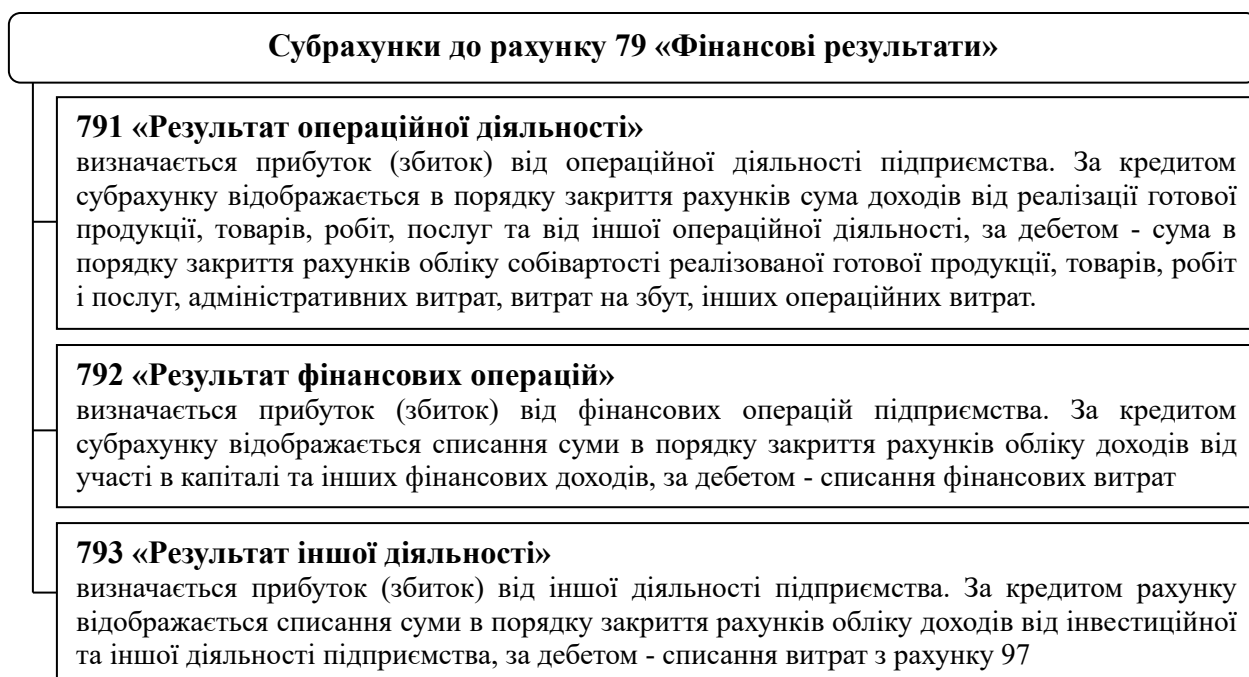 Субрахунки до рахунку 79 «Фінансові результати»
791 «Результат операційної діяльності»
визначається прибуток (збиток) від операційної діяльності підприємства. За кредитом
субрахунку відображається в порядку закриття рахунків сума доходів від реалізації готової
продукції, товарів, робіт, послуг та від іншої операційної діяльності, за дебетом - сума в
порядку закриття рахунків обліку собівартості реалізованої готової продукції, товарів, робіт
і послуг, адміністративних витрат, витрат на збут, інших операційних витрат.
792 «Результат фінансових операцій»
визначається прибуток (збиток) від фінансових операцій підприємства. За кредитом
субрахунку відображається списання суми в порядку закриття рахунків обліку доходів від
участі в капіталі та інших фінансових доходів, за дебетом - списання фінансових витрат
793 «Результат іншої діяльності»
визначається прибуток (збиток) від іншої діяльності підприємства. За кредитом рахунку
відображається списання суми в порядку закриття рахунків обліку доходів від інвестиційної
та іншої діяльності підприємства, за дебетом - списання витрат з рахунку 97